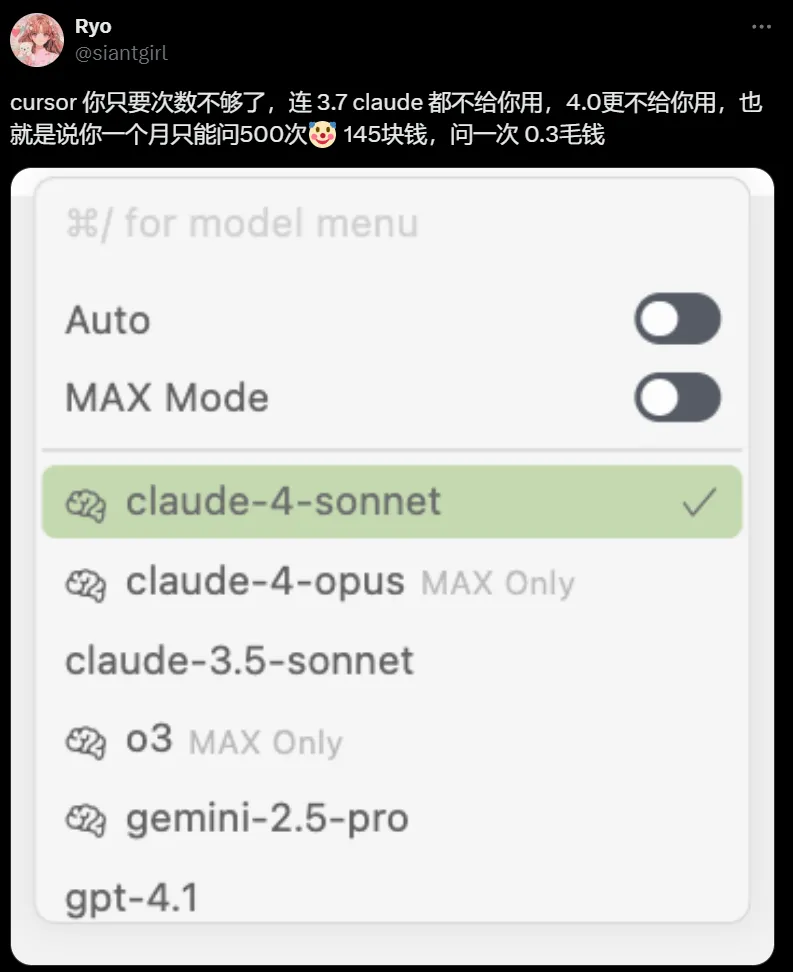 Ryo
@siantgirl
cursor 你只要次数不够了，连 3.7 claude 都不给你用，4.0更不给你用，也
就是说你一个月只能问500次🤡 145块钱，问一次 0.3毛钱
⌘/ for model menu
Auto
MAX Mode
claude-4-sonnet
claude-4-opus MAX Only
claude-3.5-sonnet
o3 MAX Only
gemini-2.5-pro
gpt-4.1